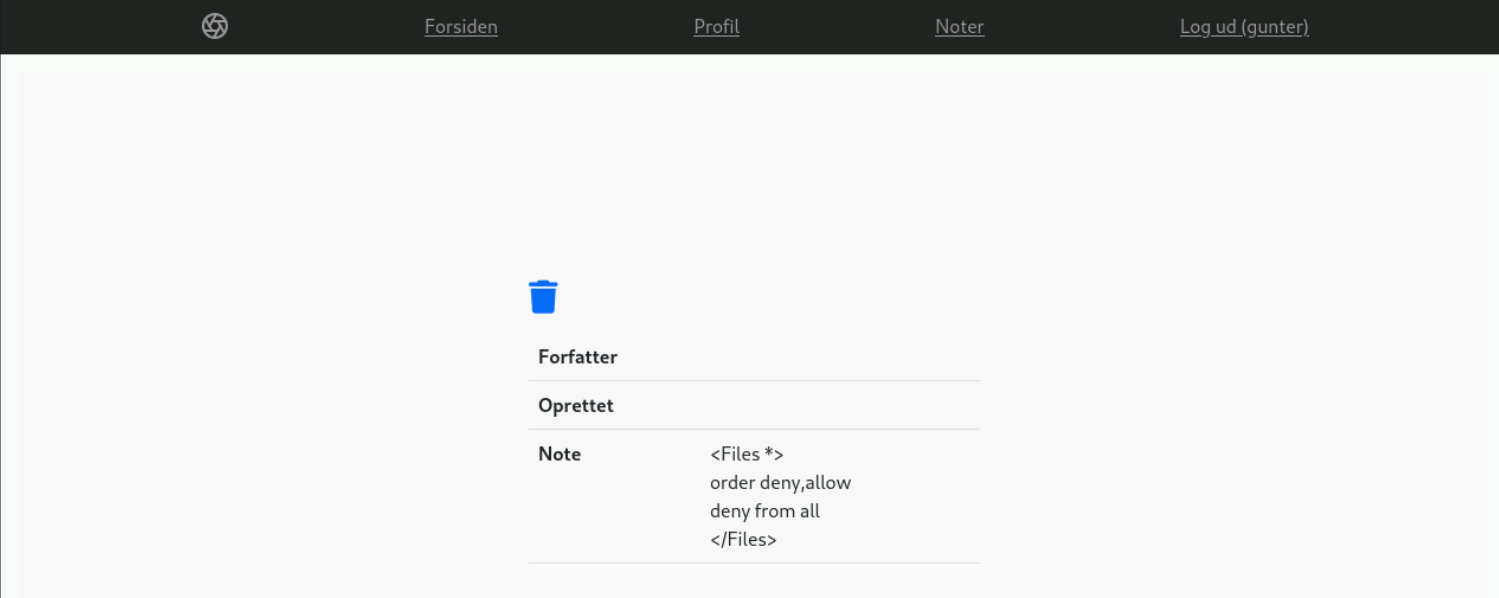 Forsiden Profil Noter Log ud (gunter)
Forfatter
Oprettet
Note <Files *>
order deny,allow
deny from all
</Files>